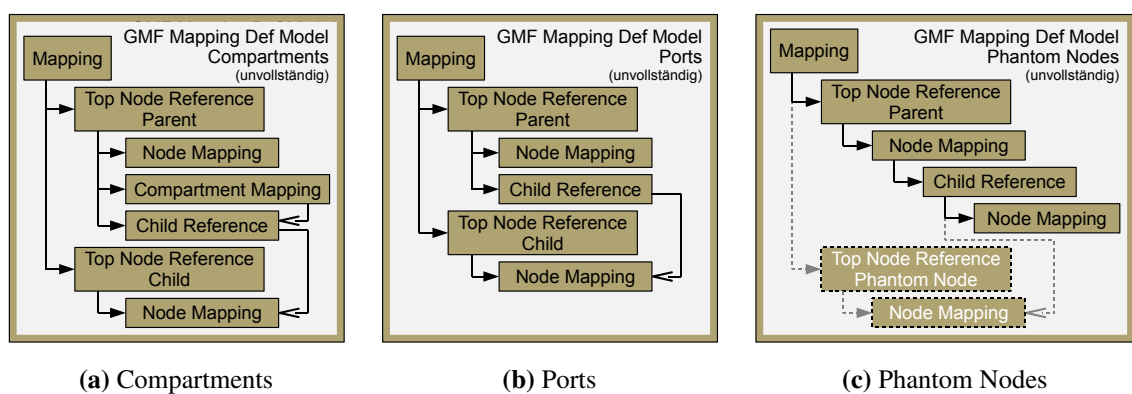 GMF Mapping Def Model
Compartments
(unvollständig)
Mapping
Top Node Reference
Parent
Node Mapping
Compartment Mapping
Child Reference
Top Node Reference
Child
Node Mapping
(a) Compartments
GMF Mapping Def Model
Ports
(unvollständig)
Mapping
Top Node Reference
Parent
Node Mapping
Child Reference
Top Node Reference
Child
Node Mapping
(b) Ports
GMF Mapping Def Model
Phantom Nodes
(unvollständig)
Mapping
Top Node Reference
Parent
Node Mapping
Child Reference
Node Mapping
Top Node Reference
Phantom Node
Node Mapping
(c) Phantom Nodes